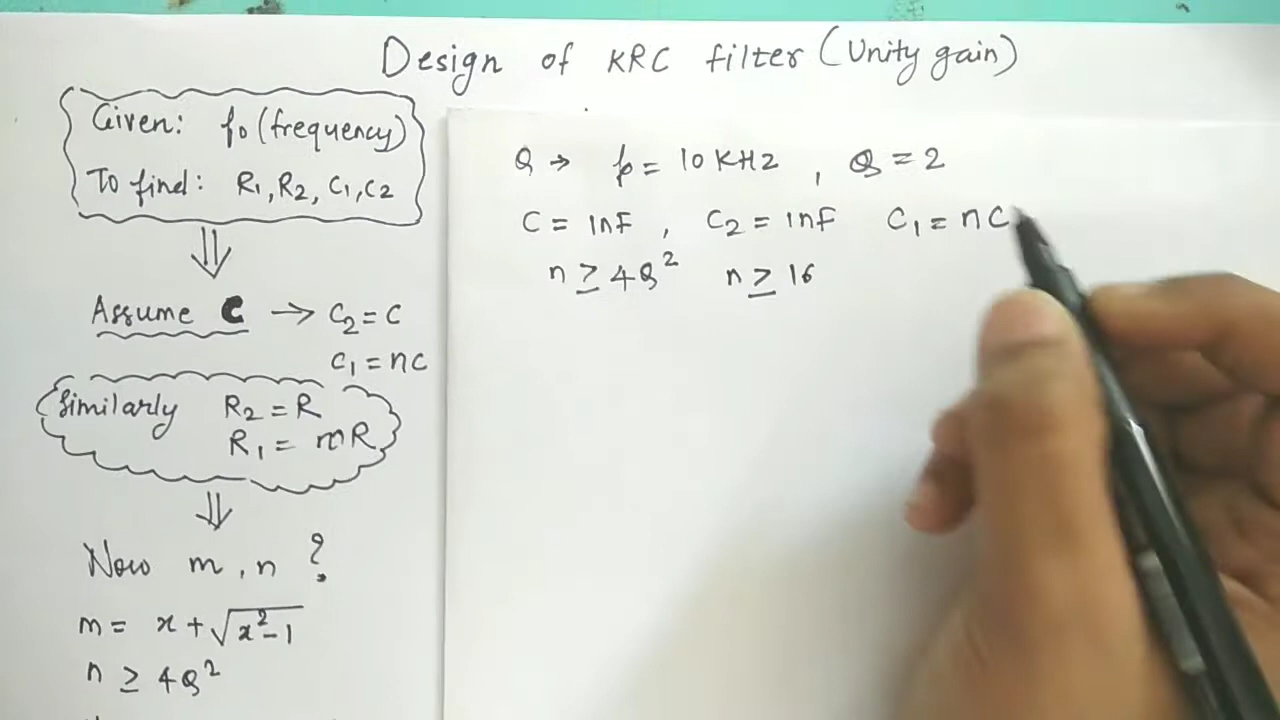 Design of KRC filter (Unity gain)
Given: f0 (frequency)
To find: R1, R2, C1, C2
⇓
Assume C → C2 = C
C1 = nC
Similarly R2 = R
R1 = mR
⇓
Now m, n ?
m = x + √x²-1
n ≥ 4Q²
Q → f0 = 10 KHz , Q = 2
C = 1nF , C2 = 1nF C1 = nC
n ≥ 4Q² n ≥ 16